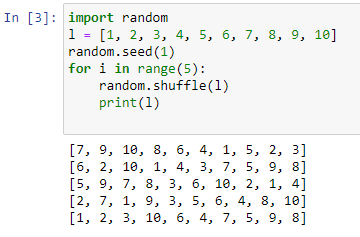 In [3]: import random
l = [1, 2, 3, 4, 5, 6, 7, 8, 9, 10]
random.seed(1)
for i in range(5):
    random.shuffle(l)
    print(l)
[7, 9, 10, 8, 6, 4, 1, 5, 2, 3]
[6, 2, 10, 1, 4, 3, 7, 5, 9, 8]
[5, 9, 7, 8, 3, 6, 10, 2, 1, 4]
[2, 7, 1, 9, 3, 5, 6, 4, 8, 10]
[1, 2, 3, 10, 6, 4, 7, 5, 9, 8]